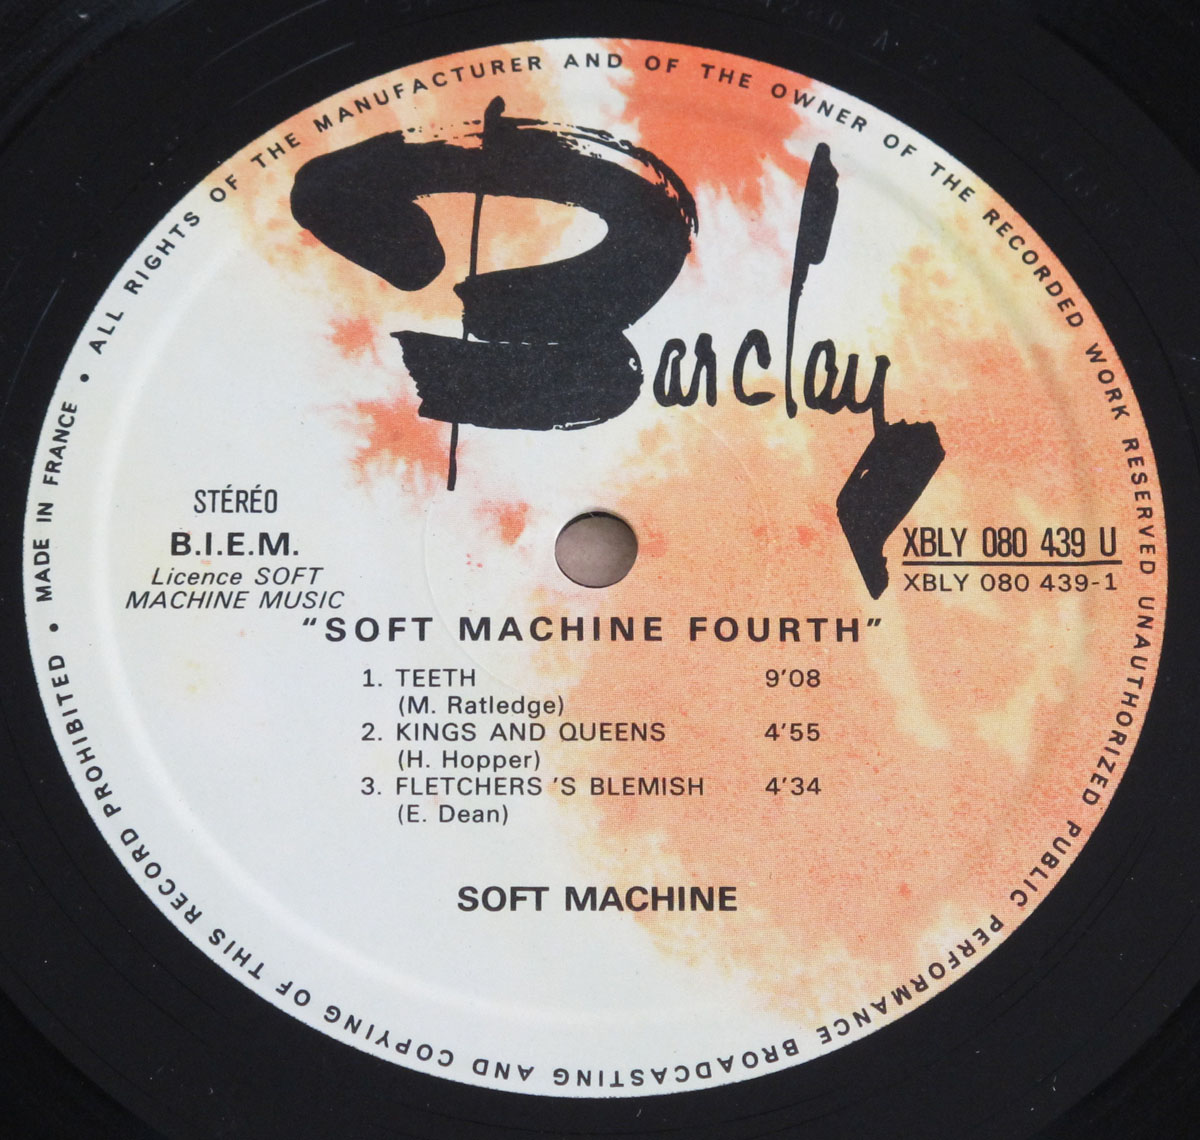 • ALL RIGHTS OF THE MANUFACTURER AND OF THE OWNER OF THE RECORDED WORK RESERVED UNAUTHORIZED PUBLIC PERFORMANCE BROADCASTING AND COPYING OF THIS RECORD PROHIBITED • MADE IN FRANCE
Barclay
STÉRÉO
B.I.E.M.
Licence SOFT
MACHINE MUSIC
XBLY 080 439 U
XBLY 080 439-1
"SOFT MACHINE FOURTH"
1. TEETH 9'08
(M. Ratledge)
2. KINGS AND QUEENS 4'55
(H. Hopper)
3. FLETCHERS 'S BLEMISH 4'34
(E. Dean)
SOFT MACHINE